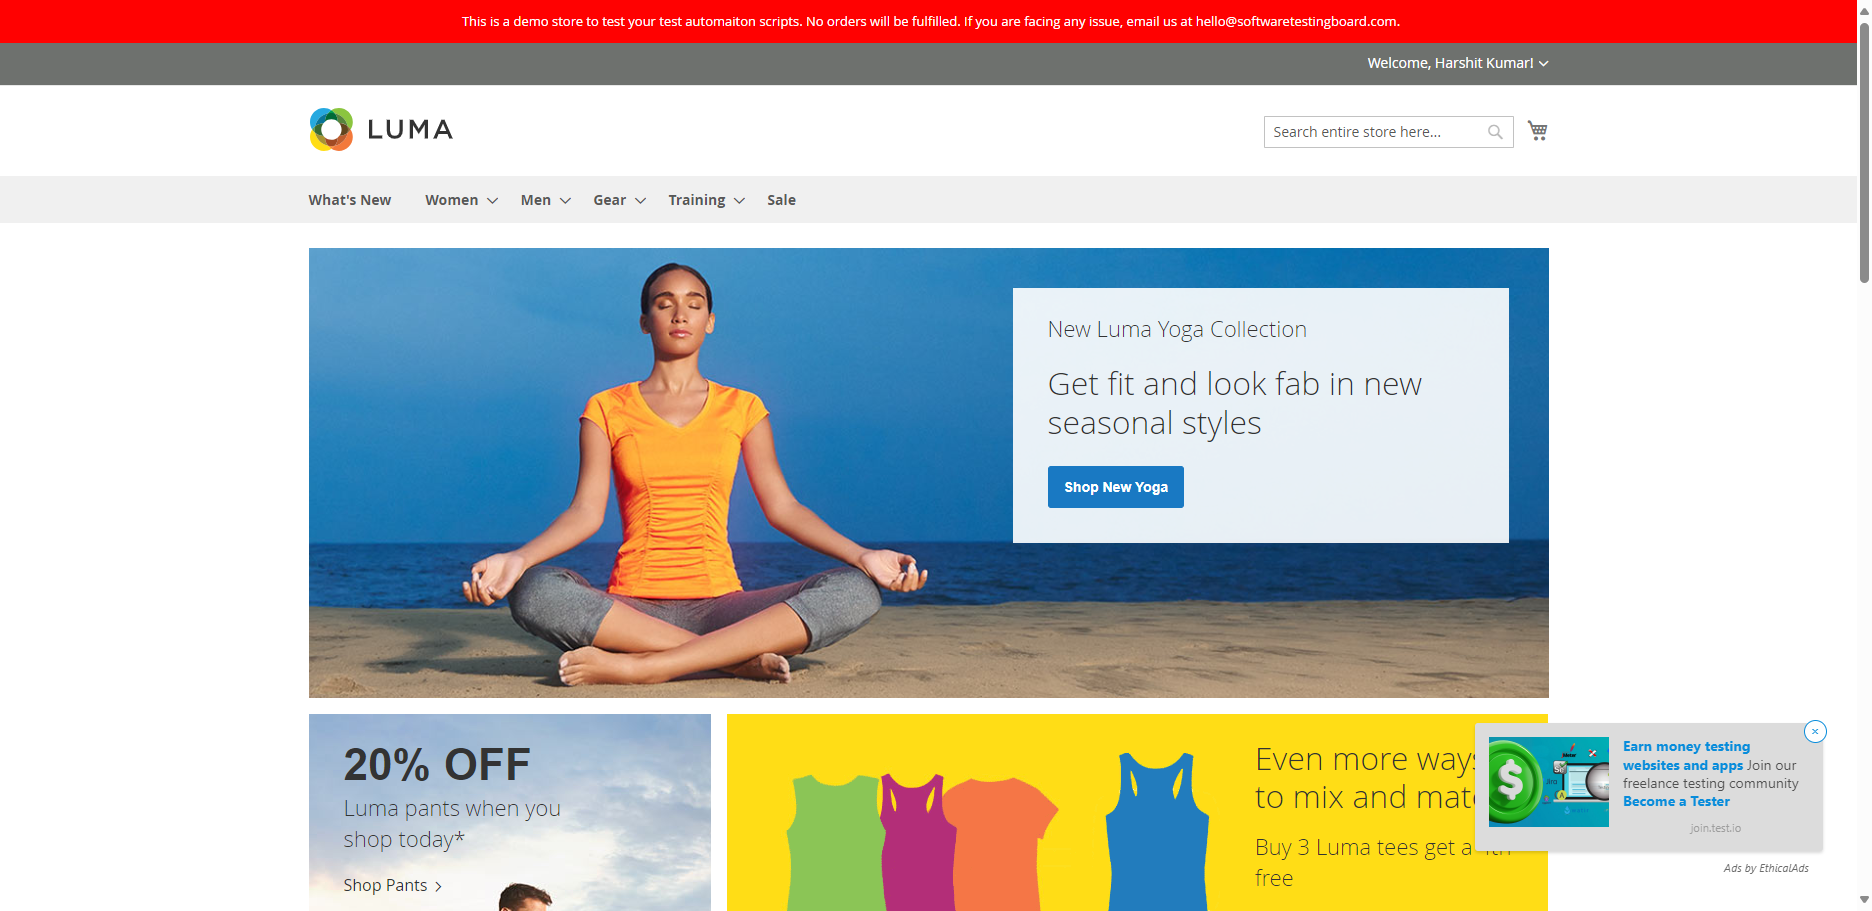 This is a demo store to test your test automaiton scripts. No orders will be fulfilled. If you are facing any issue, email us at hello@softwaretestingboard.com.
Welcome, Harshit Kumar!
LUMA
Search entire store here...
What's New Women Men Gear Training Sale
New Luma Yoga Collection
Get fit and look fab in new
seasonal styles
Shop New Yoga
20% OFF
Luma pants when you
shop today*
Shop Pants
Even more ways
to mix and mat
Buy 3 Luma tees get a 4th
free
Earn money testing
websites and apps Join our
freelance testing community
Become a Tester
join.test.io
Ads by EthicalAds